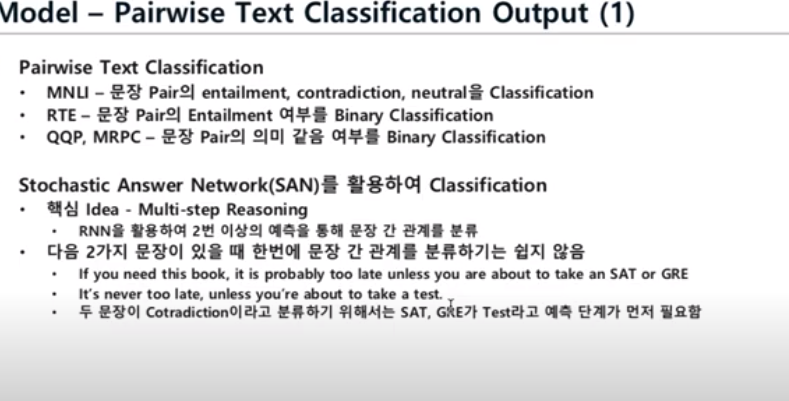 Model – Pairwise Text Classification Output (1)
Pairwise Text Classification
• MNLI – 문장 Pair의 entailment, contradiction, neutral을 Classification
• RTE – 문장 Pair의 Entailment 여부를 Binary Classification
• QQP, MRPC – 문장 Pair의 의미 같음 여부를 Binary Classification
Stochastic Answer Network(SAN)를 활용하여 Classification
• 핵심 Idea - Multi-step Reasoning
• RNN을 활용하여 2번 이상의 예측을 통해 문장 간 관계를 분류
• 다음 2가지 문장이 있을 때 한번에 문장 간 관계를 분류하기는 쉽지 않음
• If you need this book, it is probably too late unless you are about to take an SAT or GRE
• It's never too late, unless you're about to take a test.
• 두 문장이 Cotradiction이라고 분류하기 위해서는 SAT, GRE가 Test라고 예측 단계가 먼저 필요함